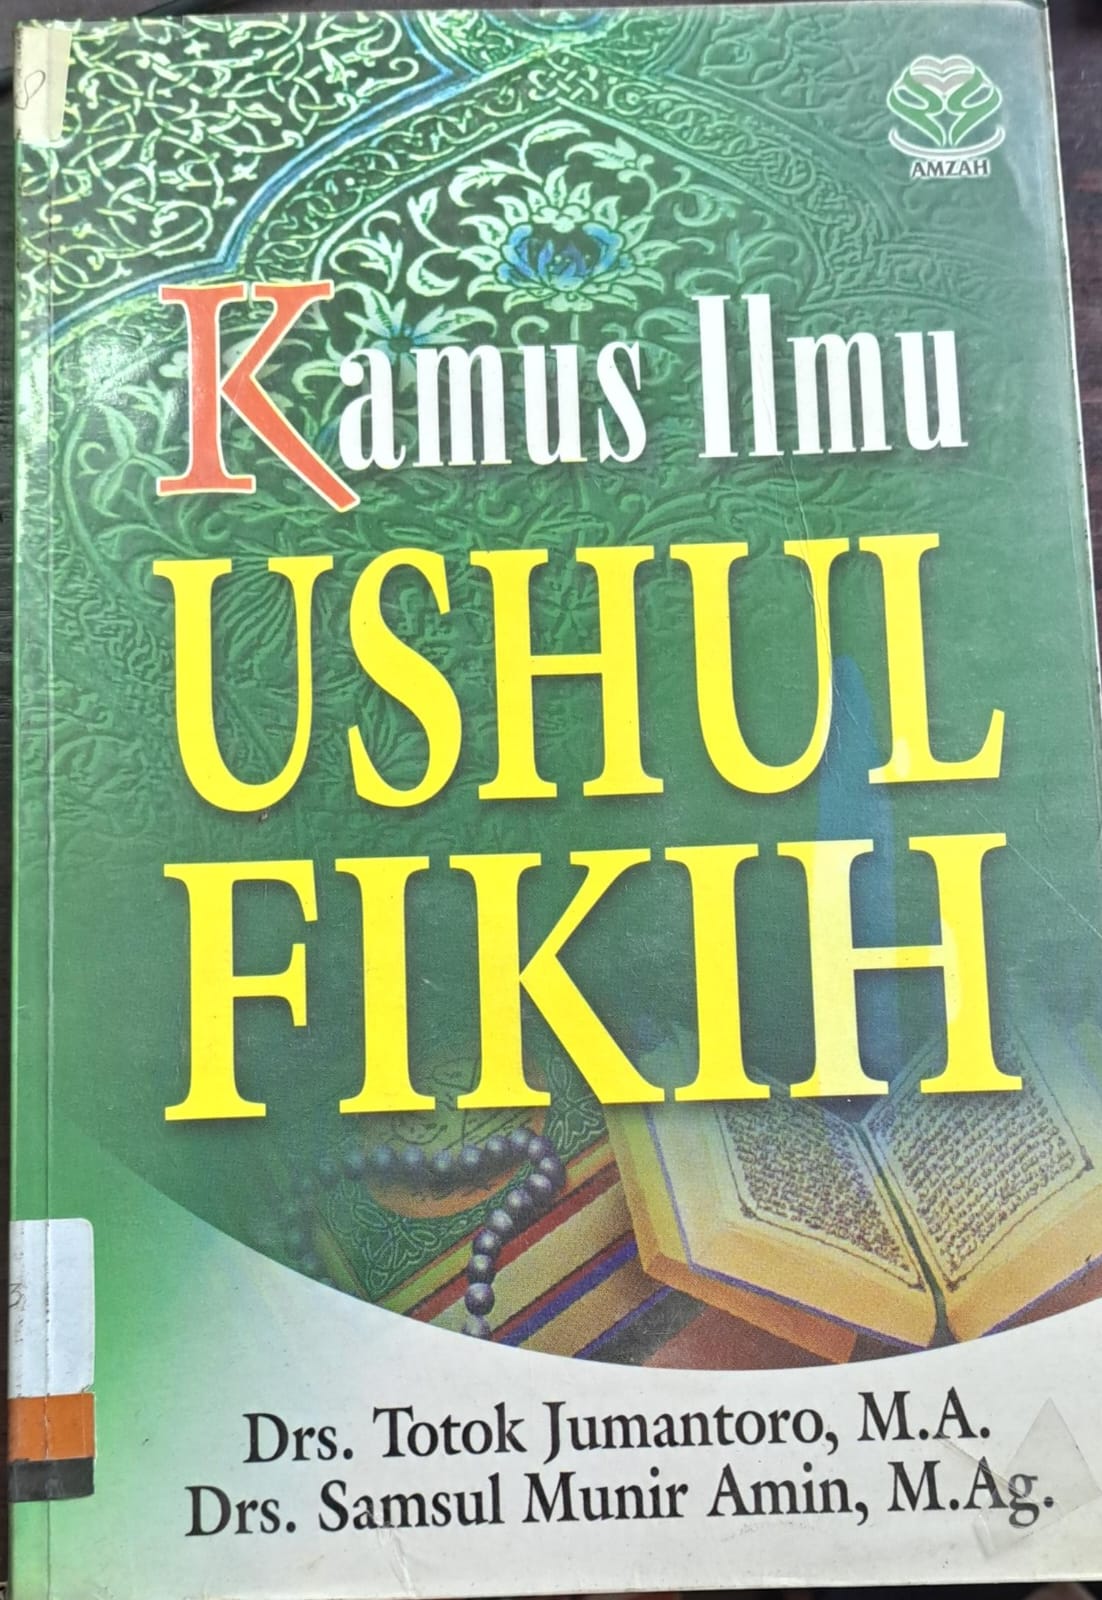 AMZAH
Kamus Ilmu
USHUL
FIKIH
Drs. Totok Jumantoro, M.A.
Drs. Samsul Munir Amin, M.Ag.